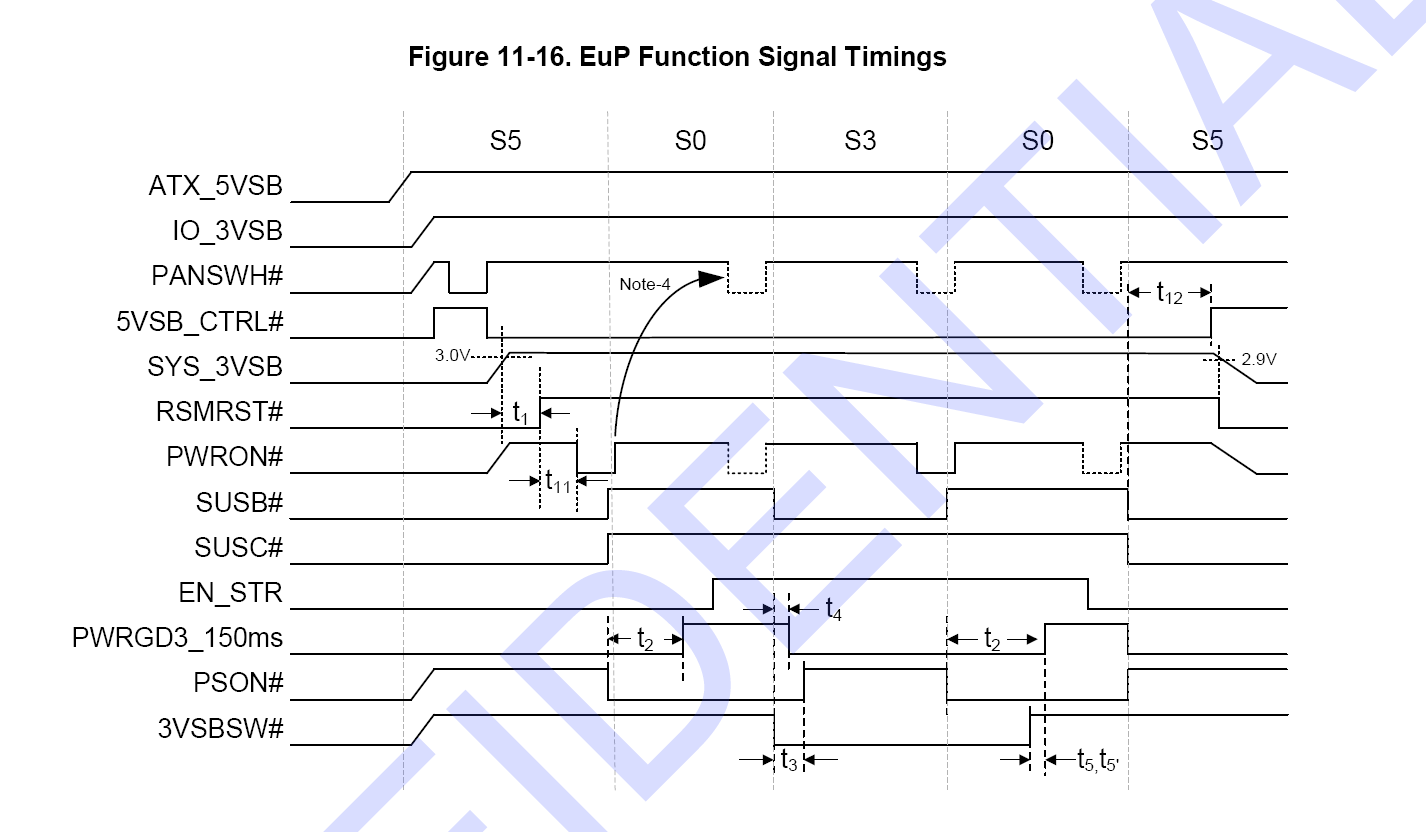 Figure 11-16. EuP Function Signal Timings
S5 S0 S3 S0 S5
ATX_5VSB
IO_3VSB
PANSWH#
Note-4
t12
5VSB_CTRL#
3.0V
2.9V
SYS_3VSB
RSMRST#
t1
PWRON#
t11
SUSB#
SUSC#
EN_STR
t4
PWRGD3_150ms
t2 t2
PSON#
3VSBSW#
t3 t5,t5'